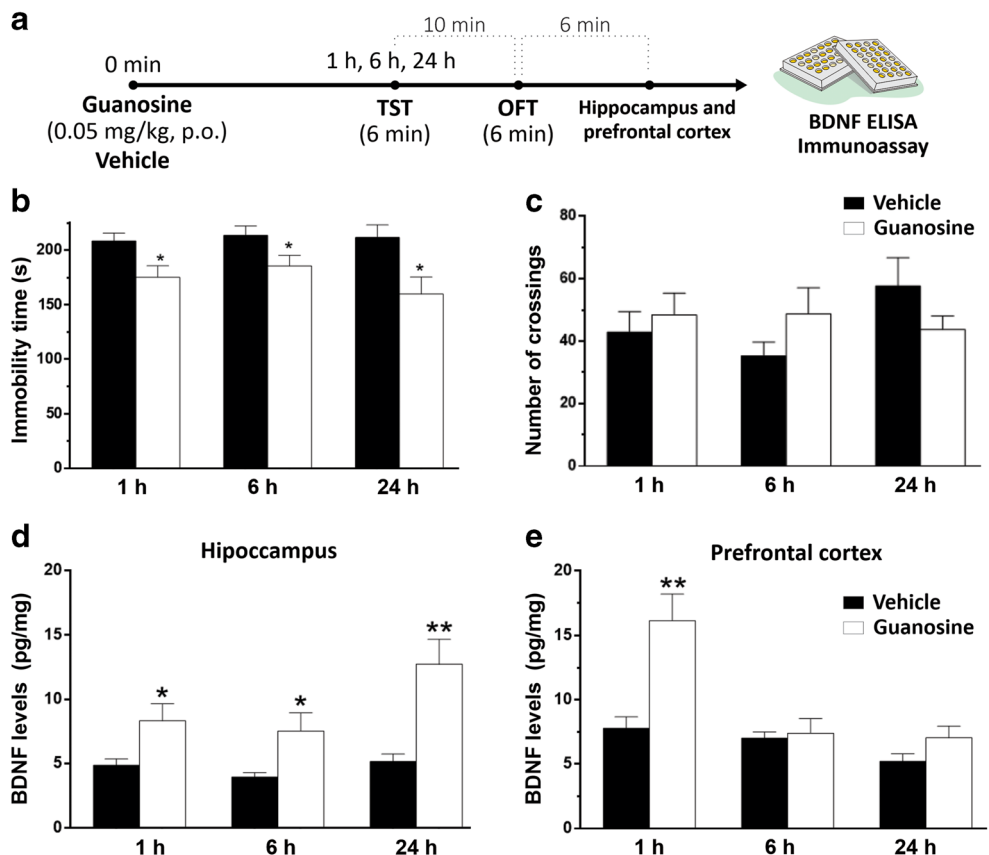 a
10 min
6 min
0 min
1 h, 6 h, 24 h
Guanosine
(0.05 mg/kg, p.o.)
Vehicle
TST
(6 min)
OFT
(6 min)
Hippocampus and
prefrontal cortex
BDNF ELISA
Immunoassay
b
Immobility time (s)
200
150
100
50
0
*
*
*
1 h
6 h
24 h
c
Vehicle
Guanosine
Number of crossings
80
60
40
20
0
1 h
6 h
24 h
d
Hipoccampus
BDNF levels (pg/mg)
20
15
10
5
0
*
*
**
1 h
6 h
24 h
e
Prefrontal cortex
Vehicle
Guanosine
BDNF levels (pg/mg)
20
15
10
5
0
**
1 h
6 h
24 h